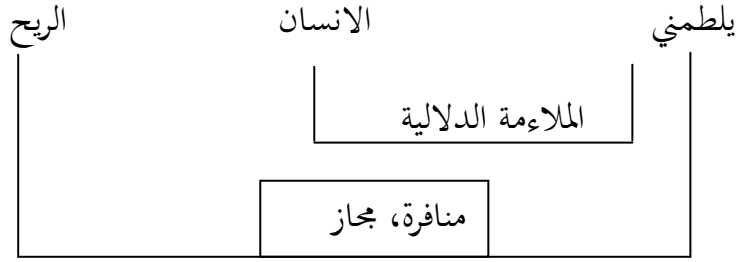 يلطمني الانسان الريح
الملاءمة الدلالية
منافرة، مجاز